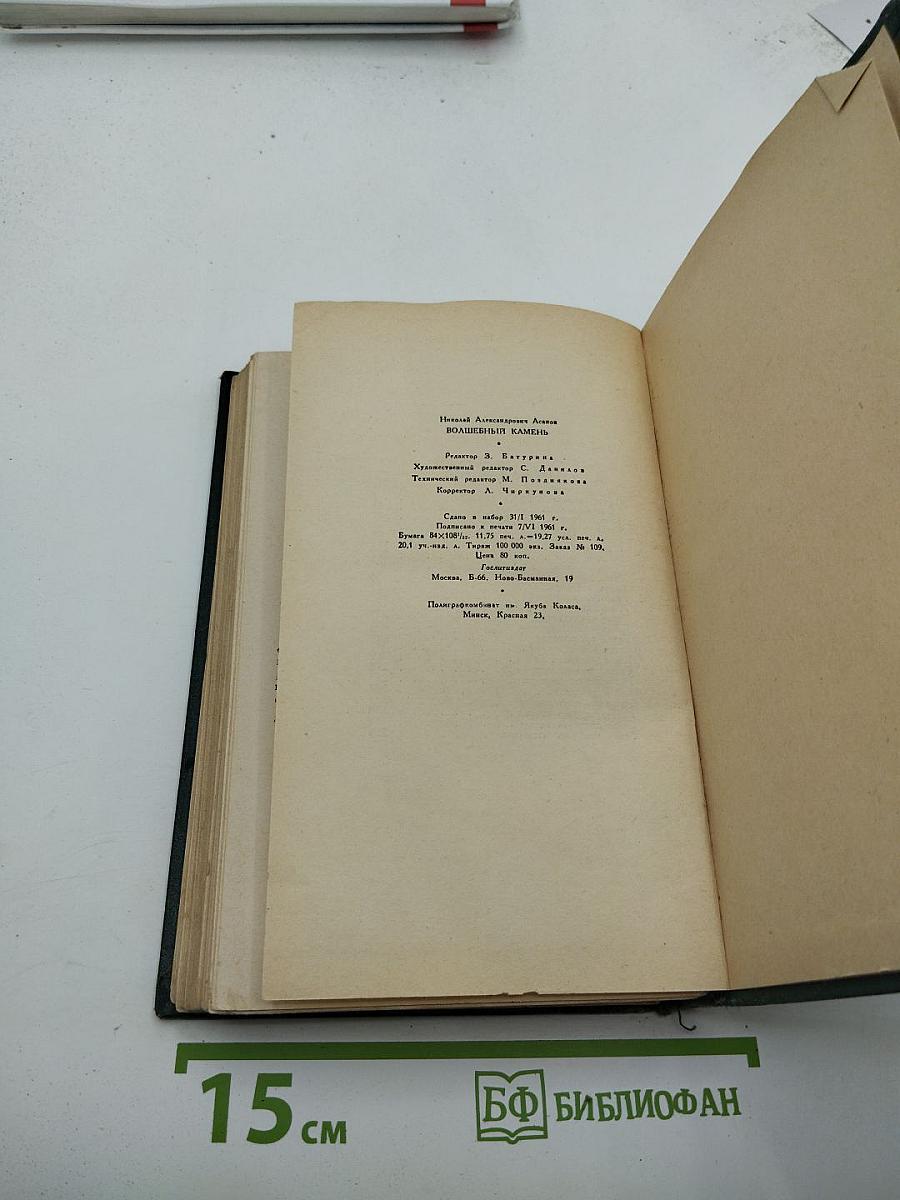 Николай Александрович Асанов
ВОЛШЕБНЫЙ КАМЕНЬ
*
Редактор З. Батурина
Художественный редактор С. Данилов
Технический редактор М. Позднякова
Корректор Л. Чиркунова
*
Сдано в набор 31/I 1961 г.
Подписано к печати 7/VI 1961 г.
Бумага 84×108¹/₃₂. 11,75 печ. л.=19,27 усл. печ. л.
20,1 уч.-изд. л. Тираж 100 000 экз. Заказ № 109.
Цена 80 коп.
Гослитиздат
Москва, Б-66, Ново-Басманная, 19
*
Полиграфкомбинат им. Якуба Коласа,
Минск, Красная 23.
15 см
БФ БИБЛИОФАН